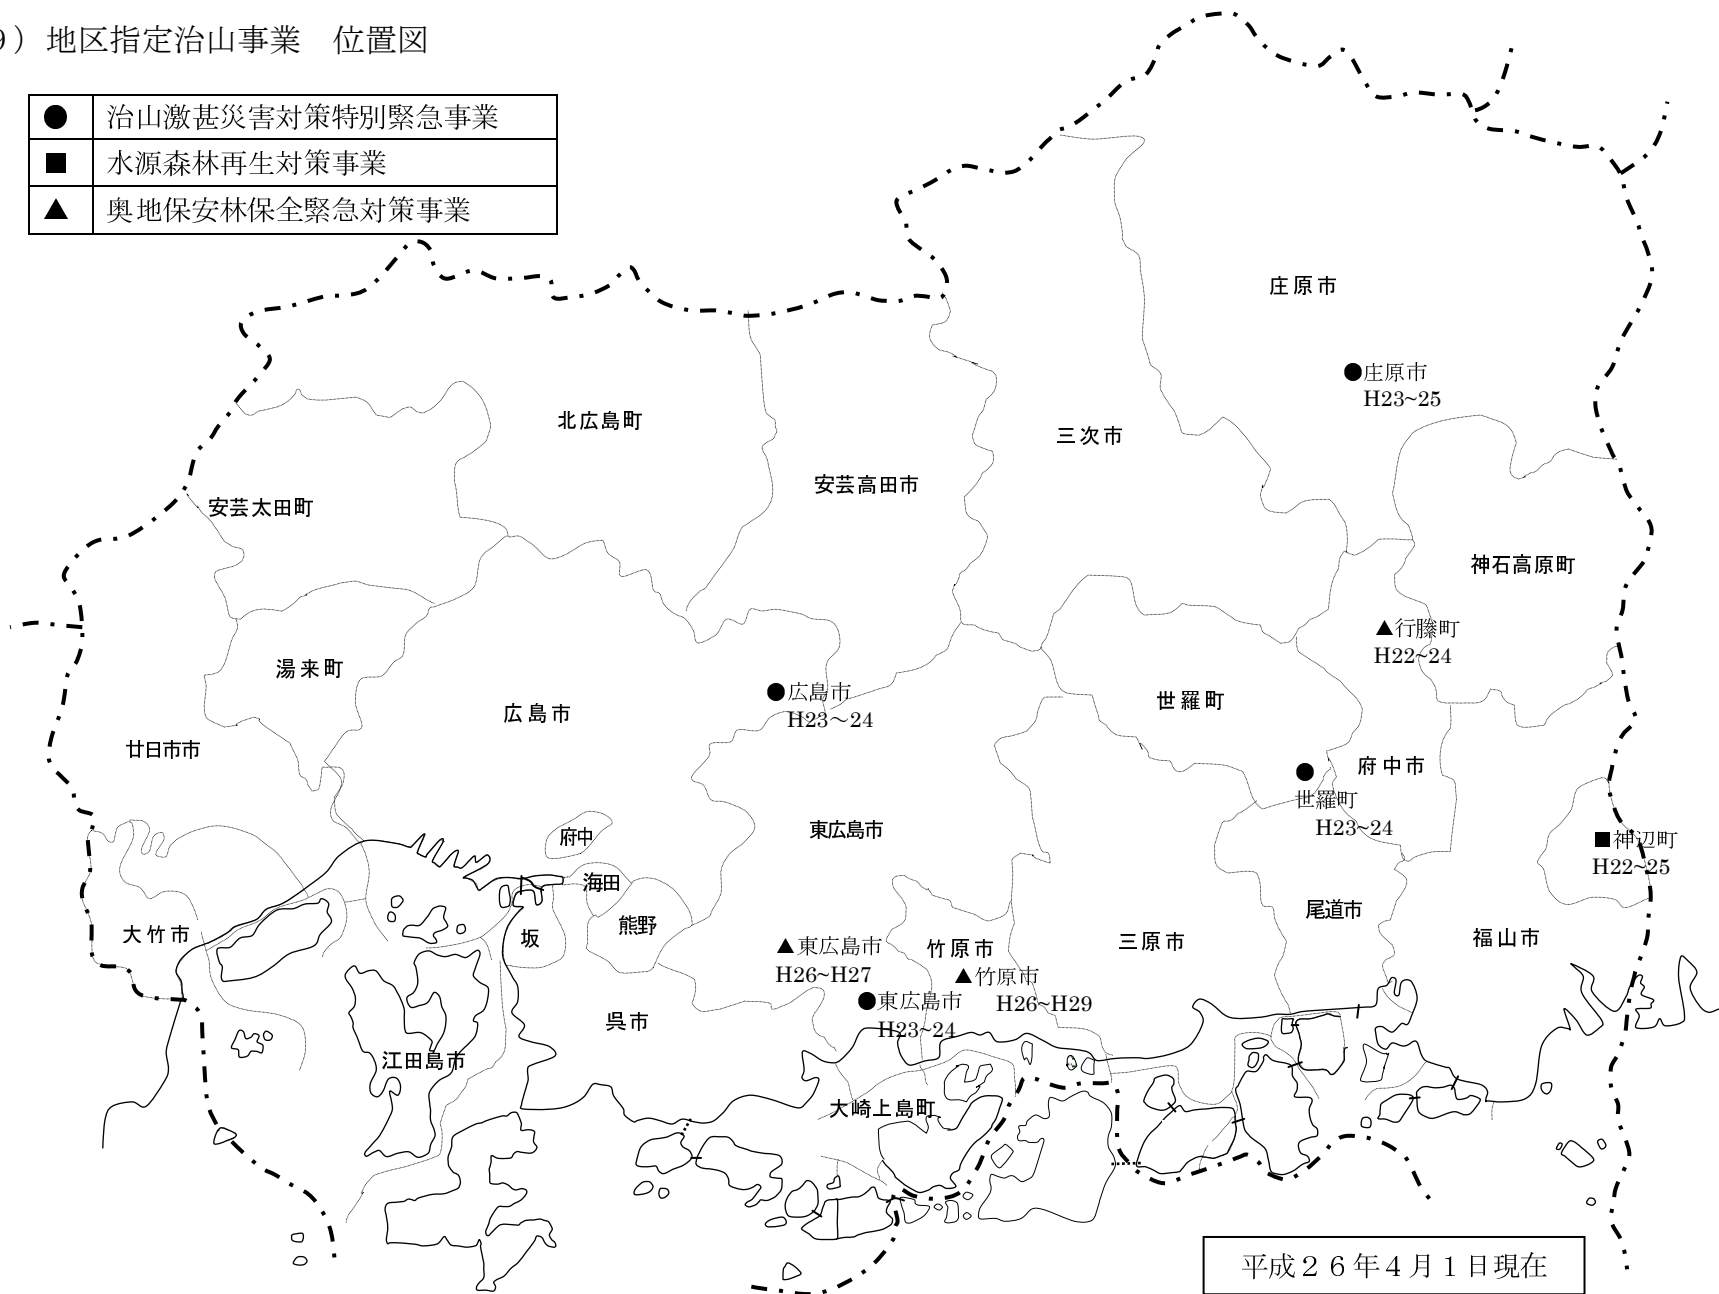 9）地区指定治山事業　位置図
● 治山激甚災害対策特別緊急事業
■ 水源森林再生対策事業
▲ 奥地保安林保全緊急対策事業
庄原市
●庄原市
H23~25
北広島町
三次市
安芸高田市
安芸太田町
神石高原町
▲行縢町
H22~24
湯来町
●広島市
H23～24
広島市
世羅町
廿日市市
府中市
●
世羅町
H23~24
府中
東広島市
■神辺町
H22~25
海田
熊野
坂
大竹市
尾道市
福山市
三原市
竹原市
▲東広島市
H26~H27
▲竹原市
H26~H29
●東広島市
H23~24
呉市
江田島市
大崎上島町
平成２６年４月１日現在